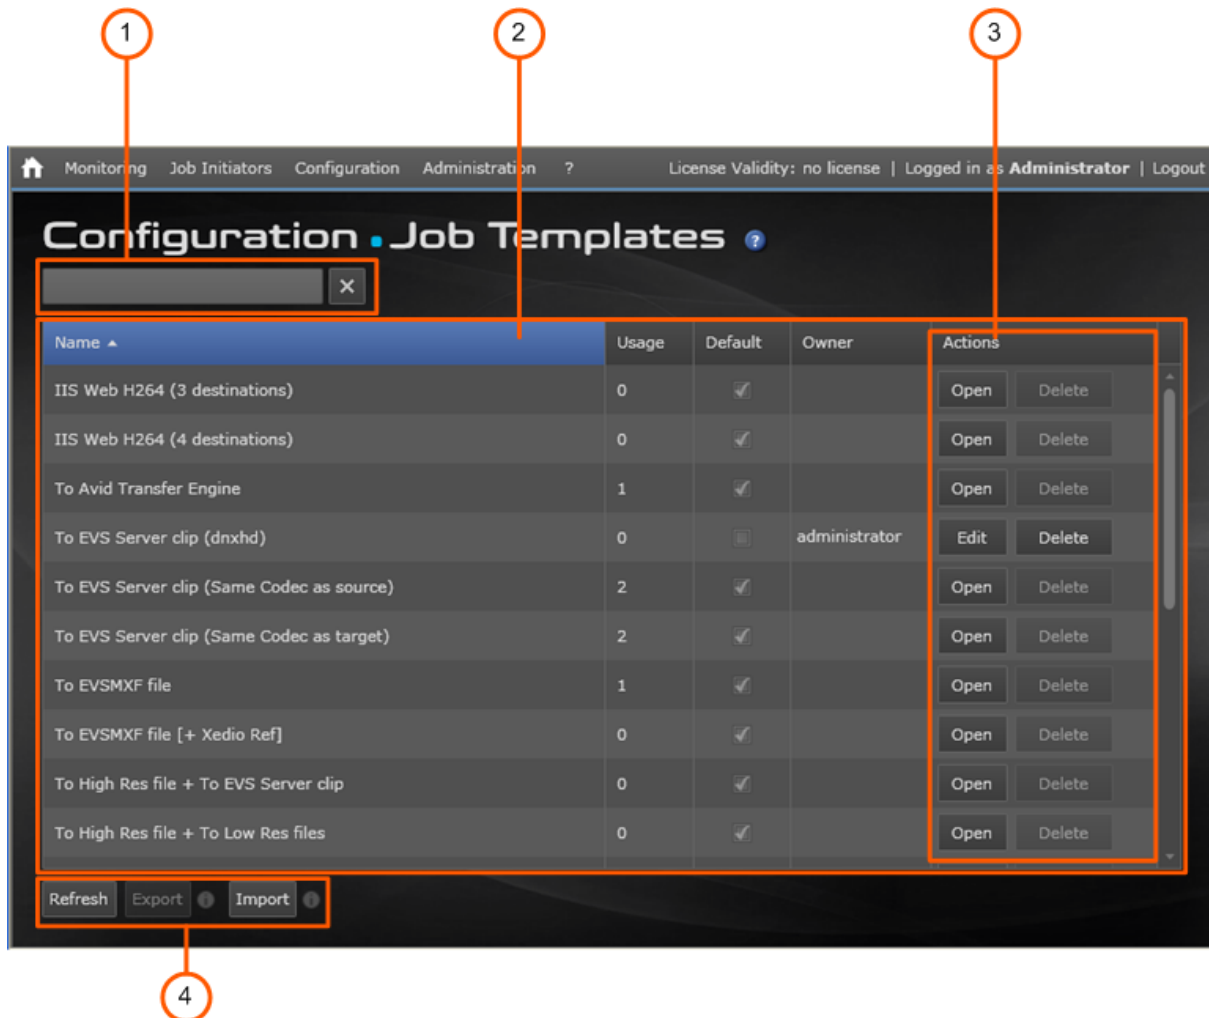 1 2 3
Monitoring Job Initiators Configuration Administration ? License Validity: no license | Logged in as Administrator | Logout
Configuration . Job Templates ?
Name Usage Default Owner Actions
IIS Web H264 (3 destinations) 0 Open Delete
IIS Web H264 (4 destinations) 0 Open Delete
To Avid Transfer Engine 1 Open Delete
To EVS Server clip (dnxhd) 0 administrator Edit Delete
To EVS Server clip (Same Codec as source) 2 Open Delete
To EVS Server clip (Same Codec as target) 2 Open Delete
To EVSMXF file 1 Open Delete
To EVSMXF file [+ Xedio Ref] 0 Open Delete
To High Res file + To EVS Server clip 0 Open Delete
To High Res file + To Low Res files 0 Open Delete
Refresh Export Import
4